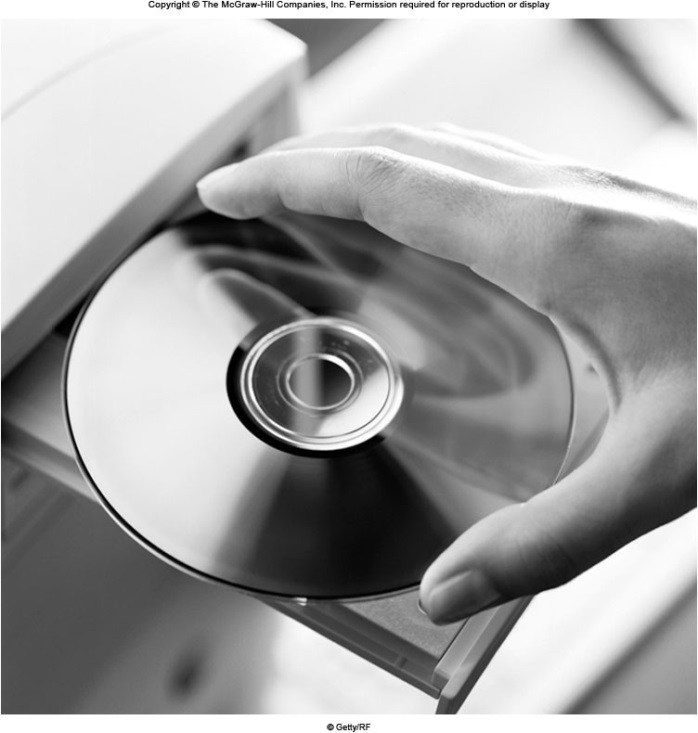 Copyright © The McGraw-Hill Companies, Inc. Permission required for reproduction or display
© Getty/RF